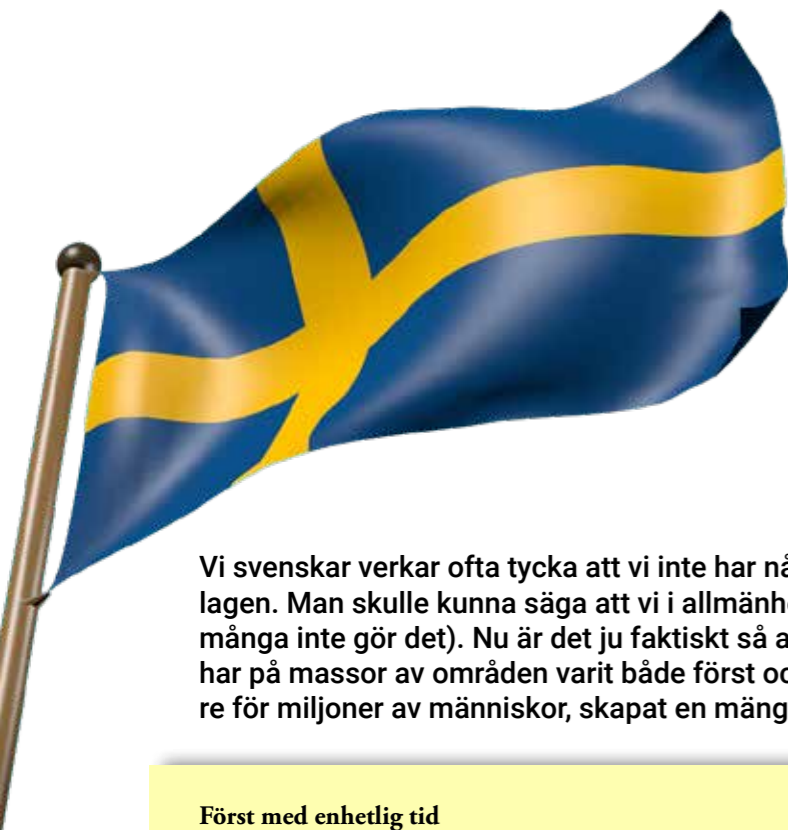 Vi svenskar verkar ofta tycka att vi inte har nå
lagen. Man skulle kunna säga att vi i allmänhe
många inte gör det). Nu är det ju faktiskt så a
har på massor av områden varit både först oc
re för miljoner av människor, skapat en mäng
Först med enhetlig tid